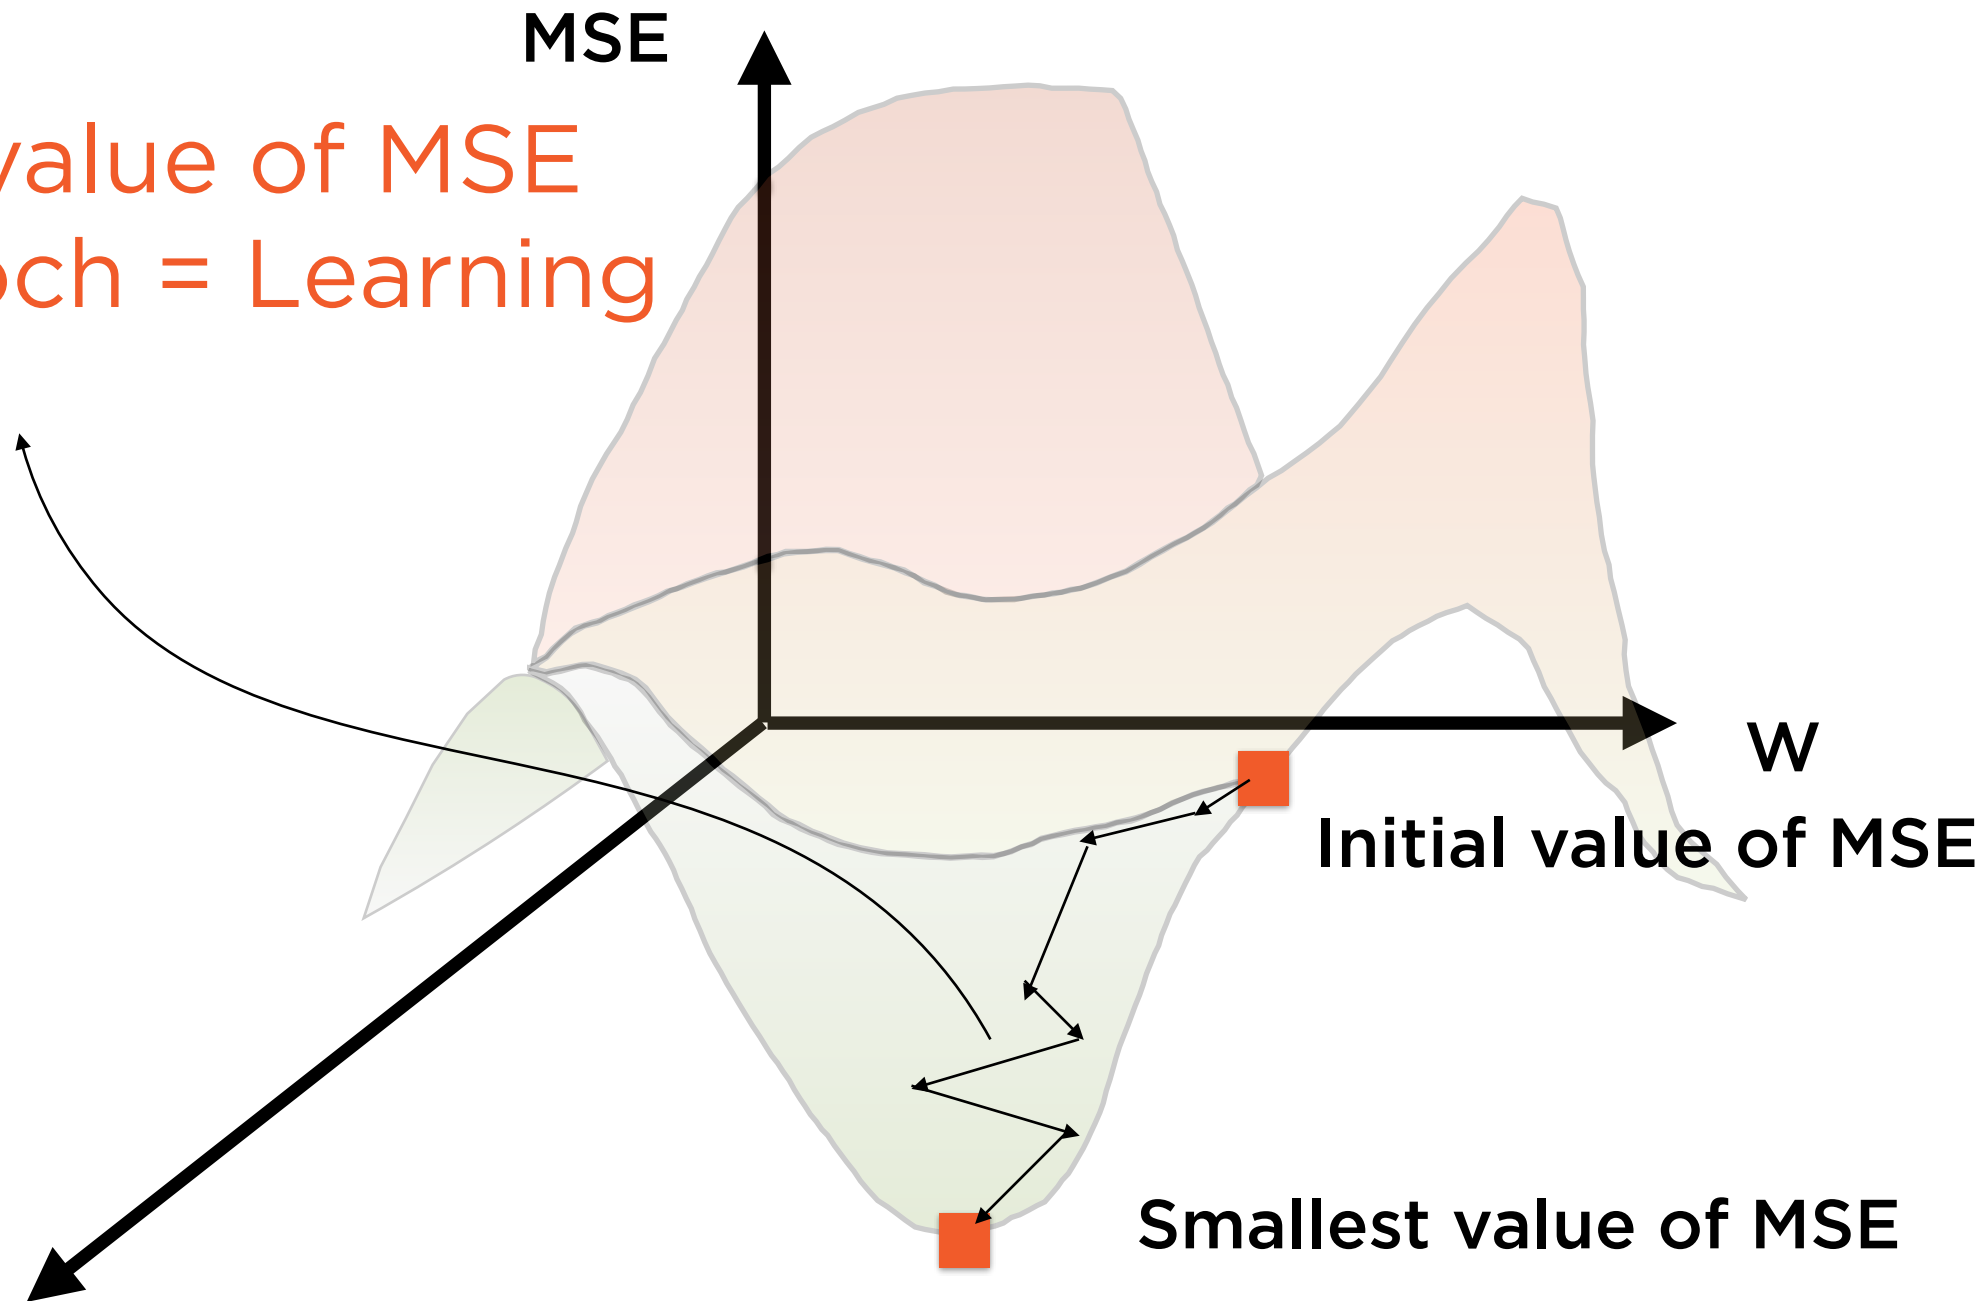 MSE
value of MSE
och = Learning
W
Initial value of MSE
Smallest value of MSE